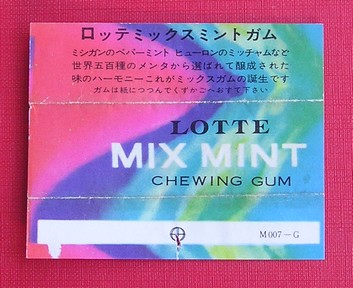 ロッテミックスミントガム
ミシガンのペパーミント ヒューロンのミッチャムなど
世界五百種のメンタから選ばれて醸成された
味のハーモニーこれがミックスガムの誕生です
ガムは紙につつんでくずかごへおすて下さい
LOTTE
MIX MINT
CHEWING GUM
M007-G